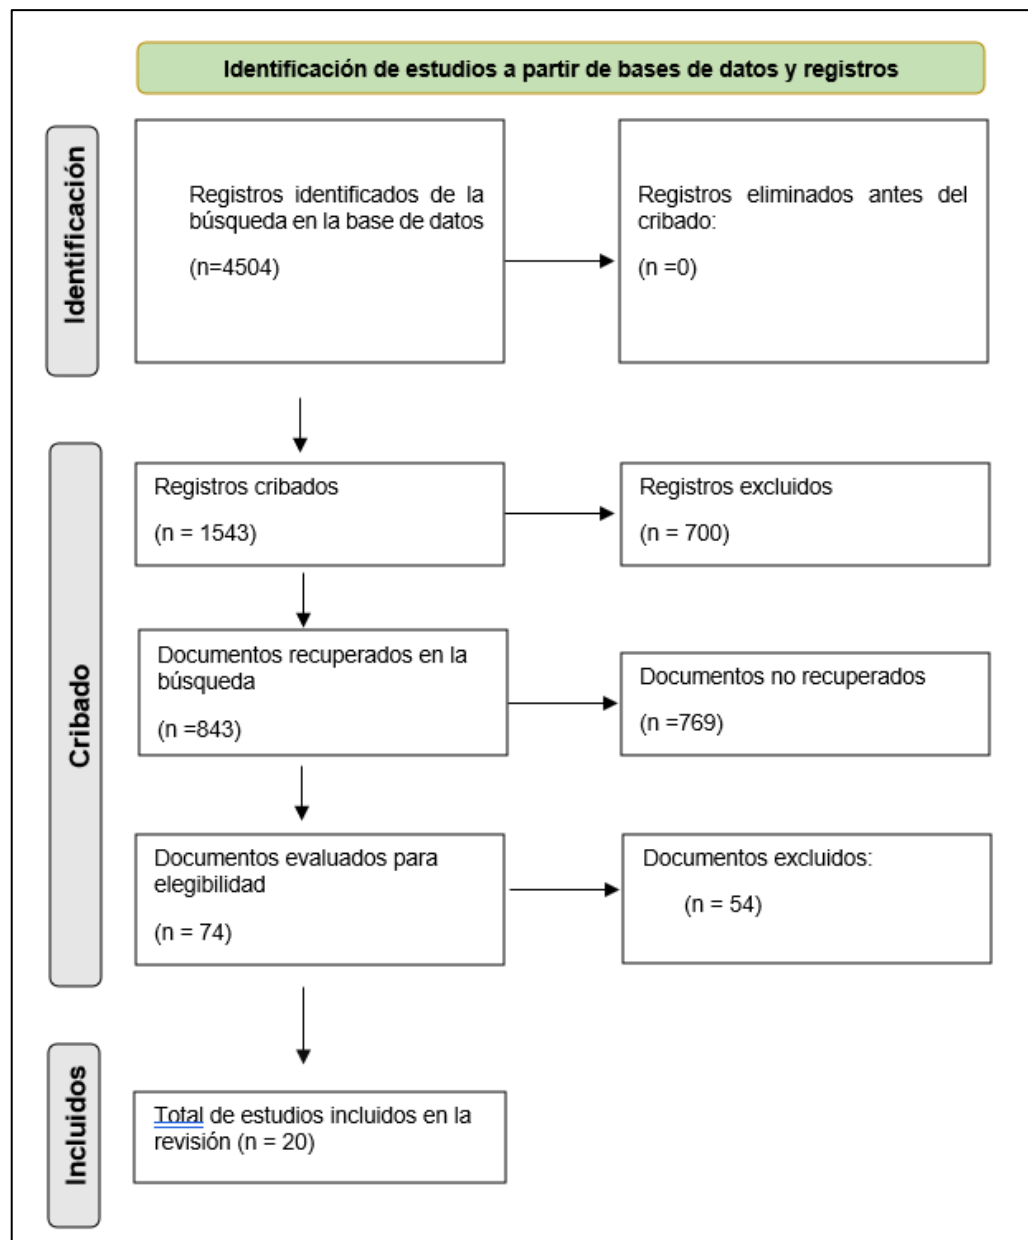 Identificación de estudios a partir de bases de datos y registros
Identificación
Registros identificados de la
búsqueda en la base de datos
(n=4504)
Registros eliminados antes del
cribado:
(n =0)
Cribado
Registros cribados
(n = 1543)
Registros excluidos
(n = 700)
Documentos recuperados en la
búsqueda
(n =843)
Documentos no recuperados
(n =769)
Documentos evaluados para
elegibilidad
(n = 74)
Documentos excluidos:
(n = 54)
Incluidos
Total de estudios incluidos en la
revisión (n = 20)